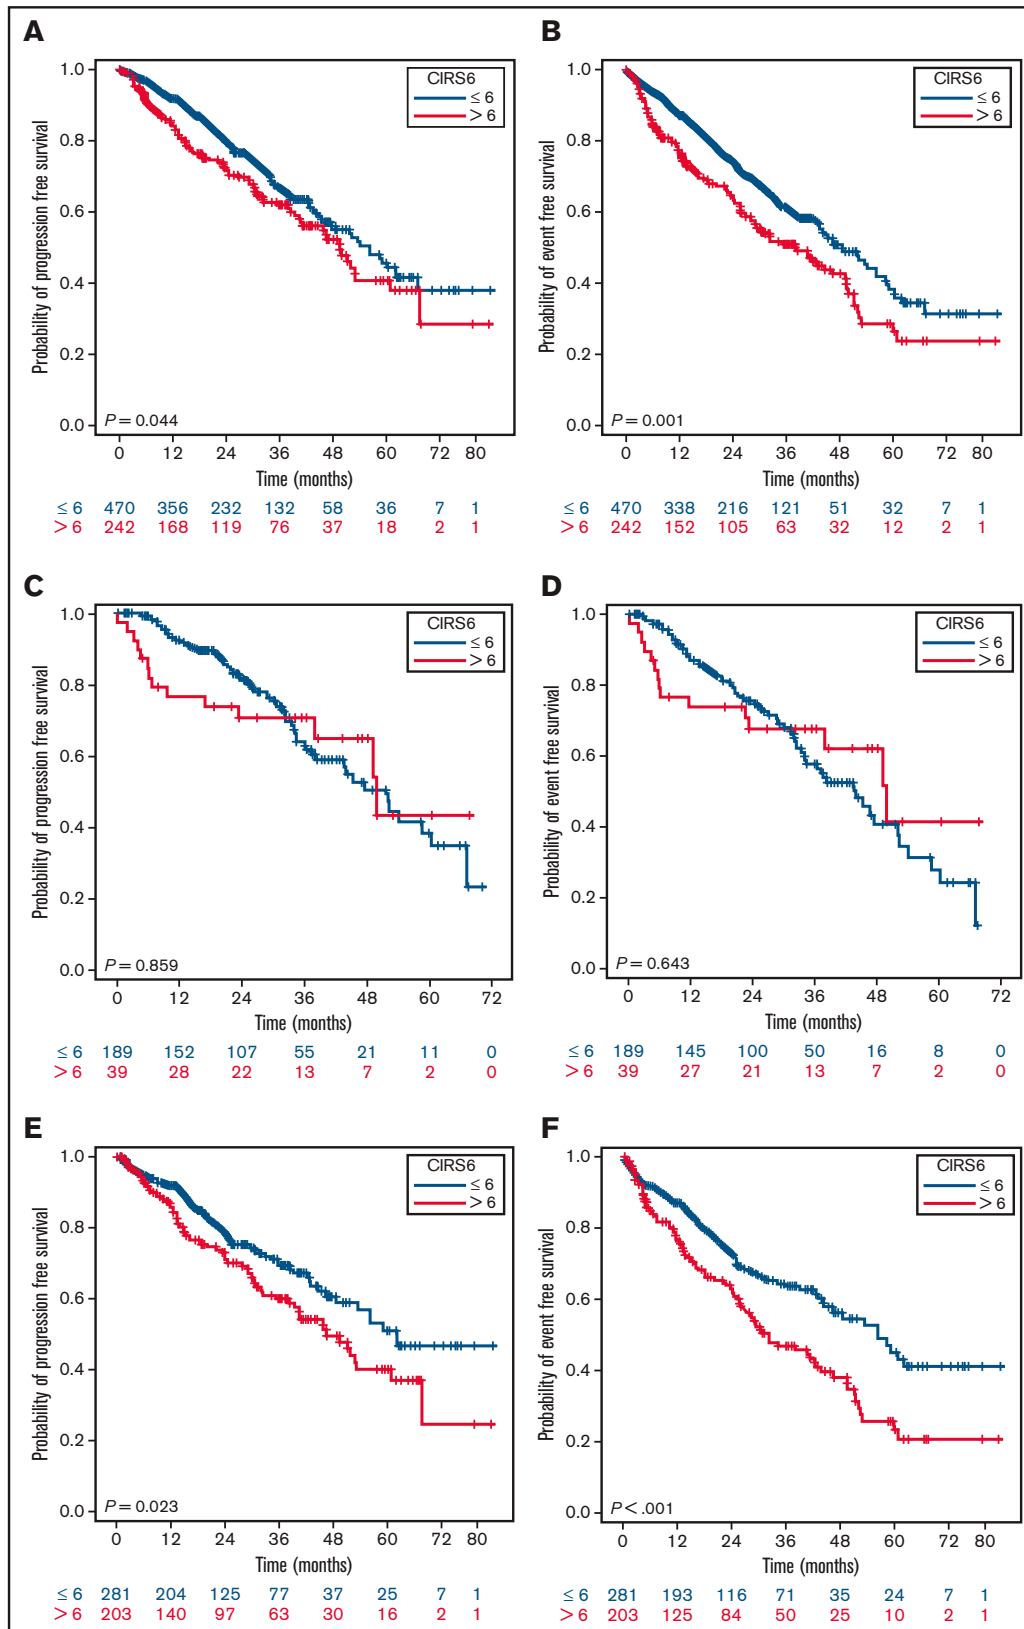 A
Probability of progression free survival
1.0
0.8
0.6
0.4
0.2
0.0
CIRS6
≤ 6
> 6
P = 0.044
0 12 24 36 48 60 72 80
Time (months)
≤ 6 470 356 232 132 58 36 7 1
> 6 242 168 119 76 37 18 2 1
B
Probability of event free survival
1.0
0.8
0.6
0.4
0.2
0.0
CIRS6
≤ 6
> 6
P = 0.001
0 12 24 36 48 60 72 80
Time (months)
≤ 6 470 338 216 121 51 32 7 1
> 6 242 152 105 63 32 12 2 1
C
Probability of progression free survival
1.0
0.8
0.6
0.4
0.2
0.0
CIRS6
≤ 6
> 6
P = 0.859
0 12 24 36 48 60 72
Time (months)
≤ 6 189 152 107 55 21 11 0
> 6 39 28 22 13 7 2 0
D
Probability of event free survival
1.0
0.8
0.6
0.4
0.2
0.0
CIRS6
≤ 6
> 6
P = 0.643
0 12 24 36 48 60 72
Time (months)
≤ 6 189 145 100 50 16 8 0
> 6 39 27 21 13 7 2 0
E
Probability of progression free survival
1.0
0.8
0.6
0.4
0.2
0.0
CIRS6
≤ 6
> 6
P = 0.023
0 12 24 36 48 60 72 80
Time (months)
≤ 6 281 204 125 77 37 25 7 1
> 6 203 140 97 63 30 16 2 1
F
Probability of event free survival
1.0
0.8
0.6
0.4
0.2
0.0
CIRS6
≤ 6
> 6
P < .001
0 12 24 36 48 60 72 80
Time (months)
≤ 6 281 193 116 71 35 24 7 1
> 6 203 125 84 50 25 10 2 1